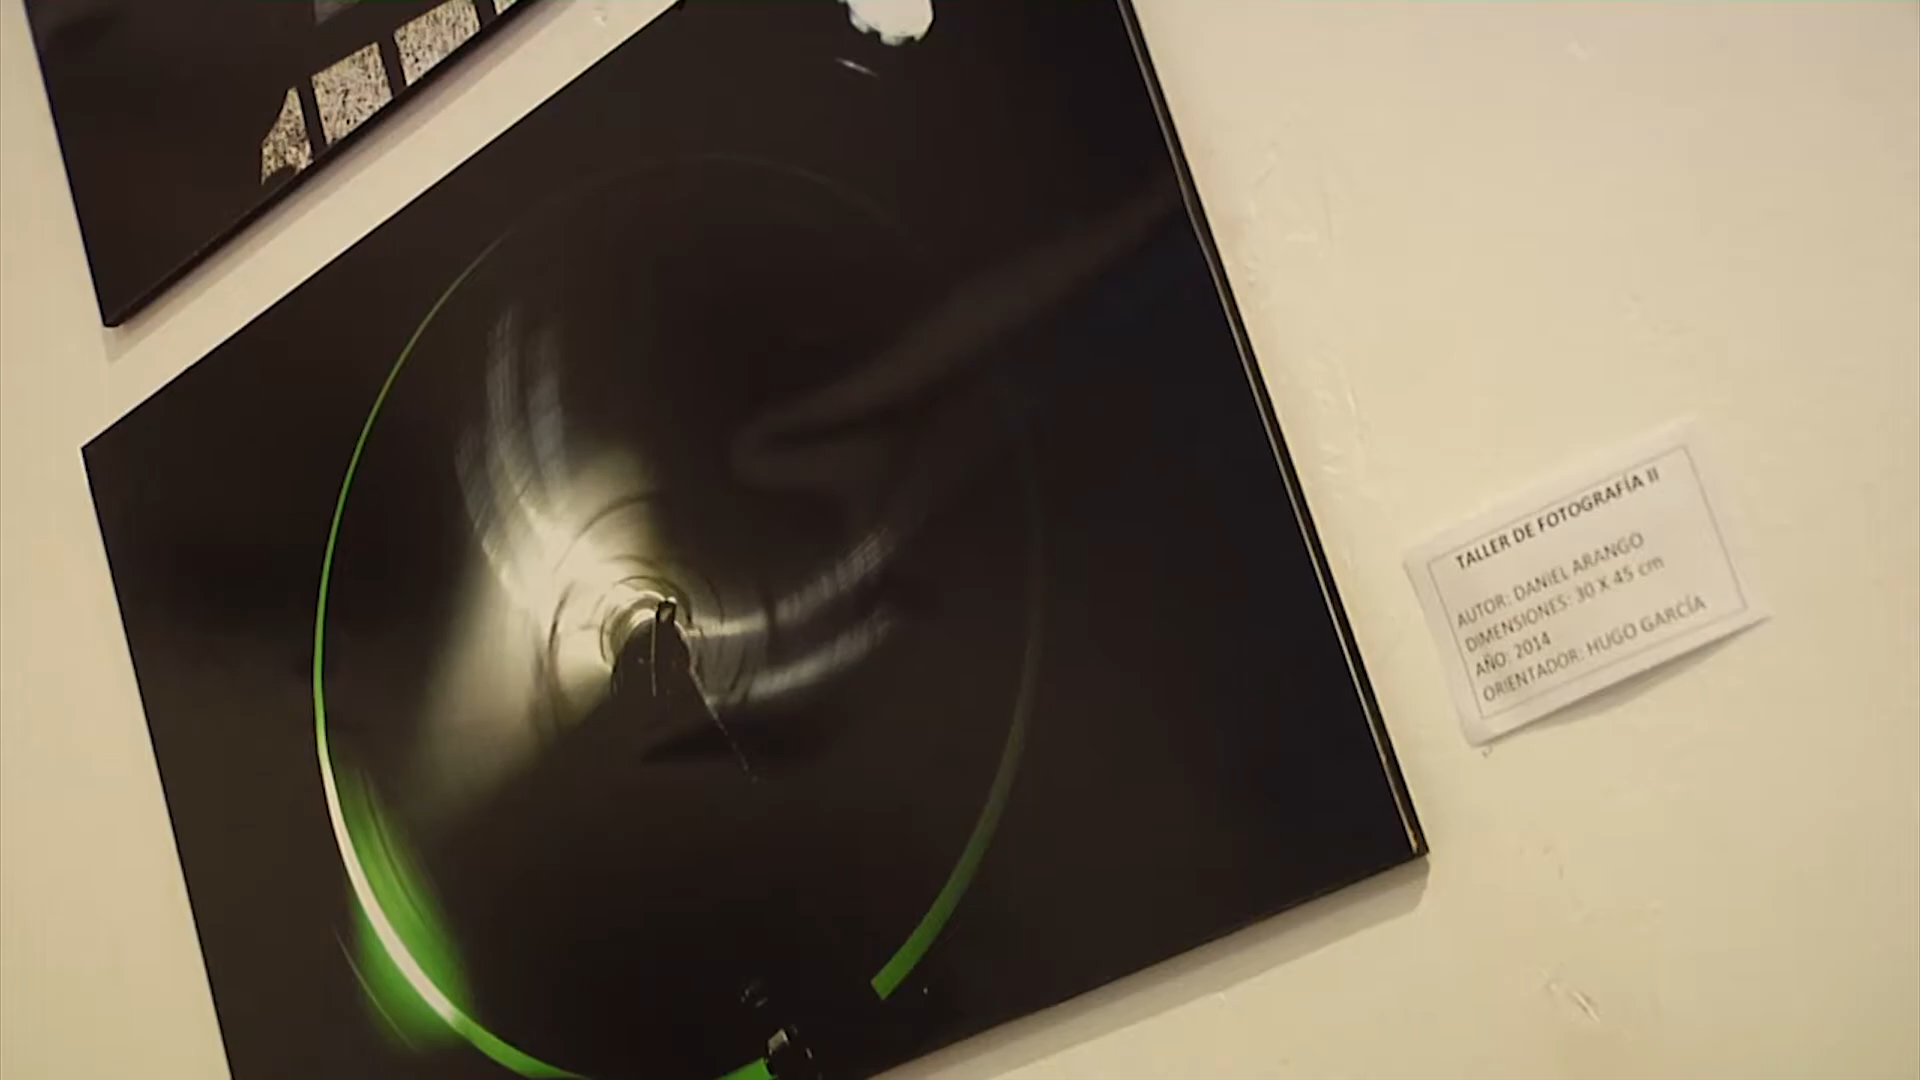 TALLER DE FOTOGRAFÍA II
AUTOR: DANIEL ARANGO
DIMENSIONES: 30 X 45 cm
AÑO: 2014
ORIENTADOR: HUGO GARCÍA